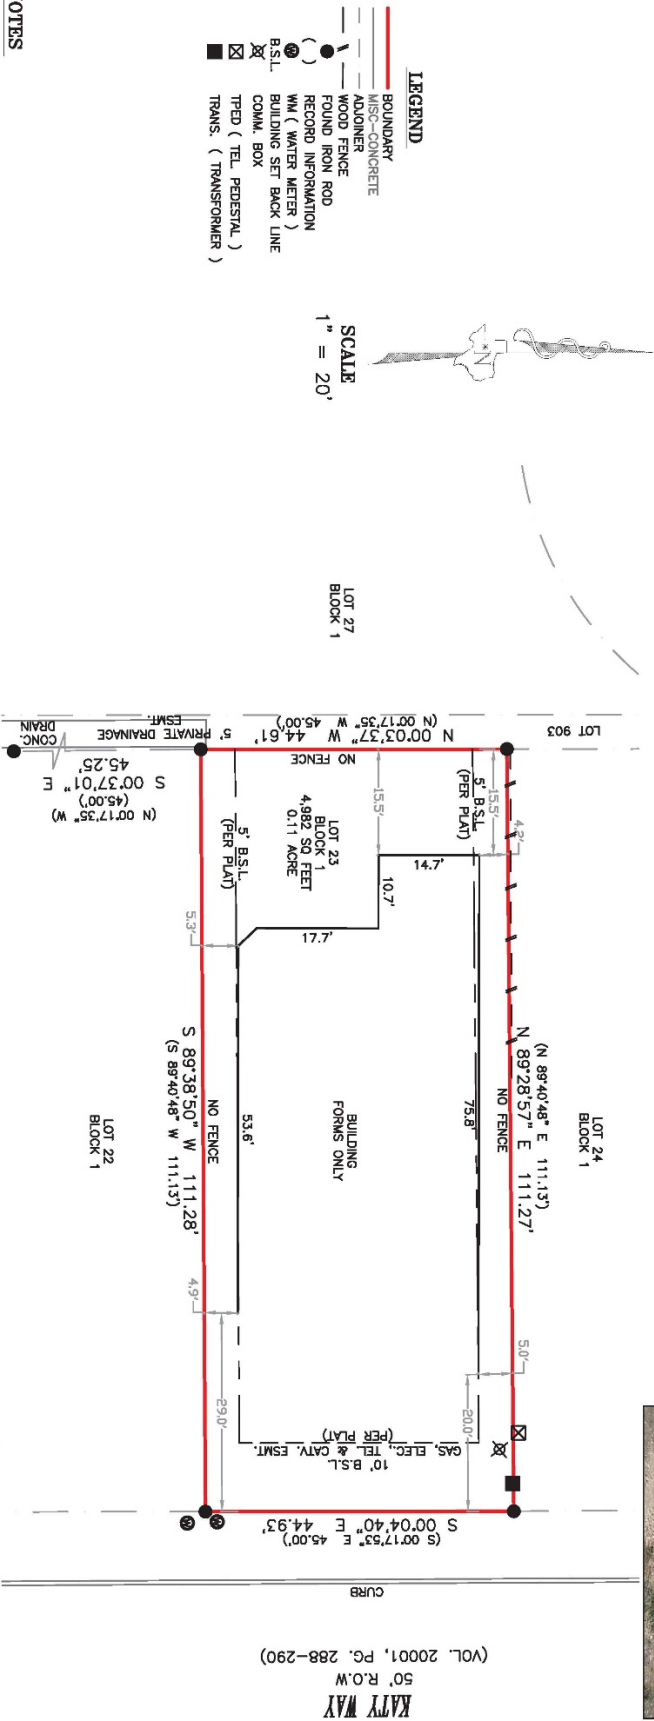 NOTES
LEGEND
BOUNDARY
MISC-CONCRETE
ADJOINER
WOOD FENCE
FOUND IRON ROD
( ) RECORD INFORMATION
WM ( WATER METER )
B.S.L. BUILDING SET BACK LINE
COMM. BOX
TPED ( TEL. PEDESTAL )
TRANS. ( TRANSFORMER )
SCALE
1" = 20'
N
LOT 27
BLOCK 1
LOT 903
N 00°03'37" W 44.61'
(N 00°17'35" W 45.00')
NO FENCE
5' PRIVATE DRAINAGE
ESMT.
CONC.
DRAIN
S 00°37'01" E
45.25'
(45.00')
(N 00°17'35" W)
LOT 24
BLOCK 1
(N 89°40'48" E 111.13')
N 89°28'57" E 111.27'
NO FENCE
4.2'
15.5'
5' B.S.L.
(PER PLAT)
15.5'
14.7'
10.7'
17.7'
LOT 23
BLOCK 1
4,982 SQ FEET
0.11 ACRE
5' B.S.L.
(PER PLAT)
5.3'
75.8'
BUILDING
FORMS ONLY
53.6'
NO FENCE
S 89°38'50" W 111.28'
(S 89°40'48" W 111.13')
LOT 22
BLOCK 1
4.9'
29.0'
5.0'
20.0'
10' B.S.L.
GAS, ELEC., TEL & CATV. ESMT.
(PER PLAT)
S 00°04'40" E 44.93'
(S 00°17'53" E 45.00')
CURB
KATY WAY
50' R.O.W
(VOL. 20001, PG. 288-290)